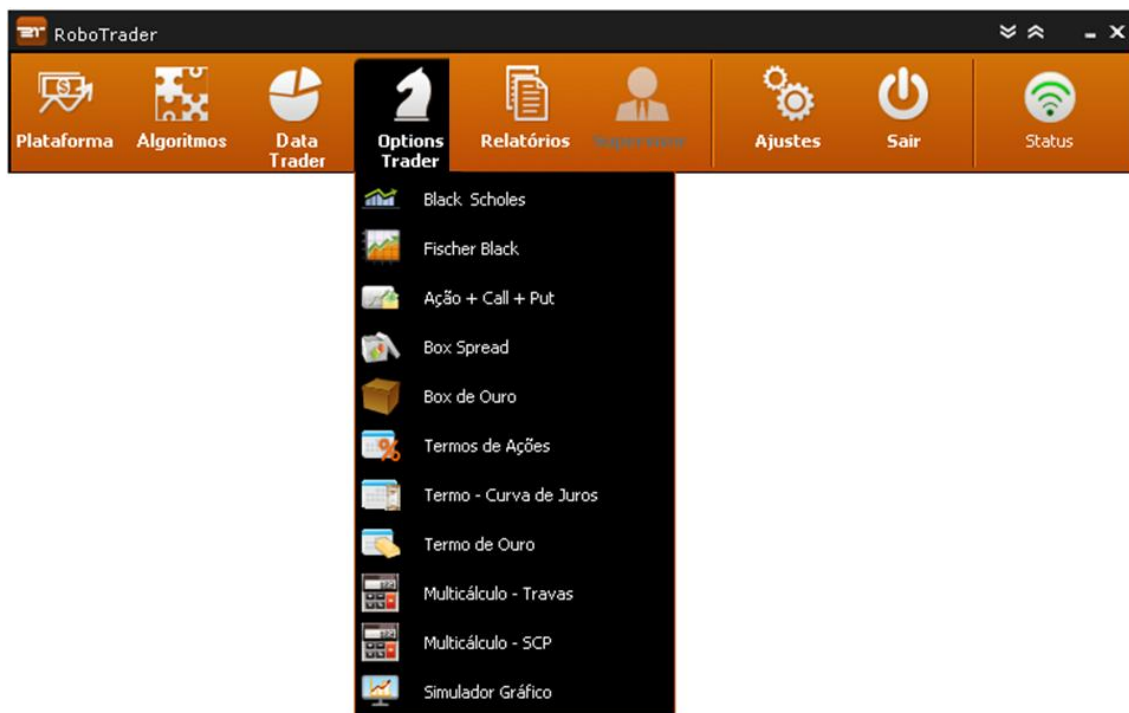 RoboTrader
Plataforma
Algoritmos
Data
Trader
Options
Trader
Relatórios
Supervisor
Ajustes
Sair
Status
Black Scholes
Fischer Black
Ação + Call + Put
Box Spread
Box de Ouro
Termos de Ações
Termo - Curva de Juros
Termo de Ouro
Multicálculo - Travas
Multicálculo - SCP
Simulador Gráfico